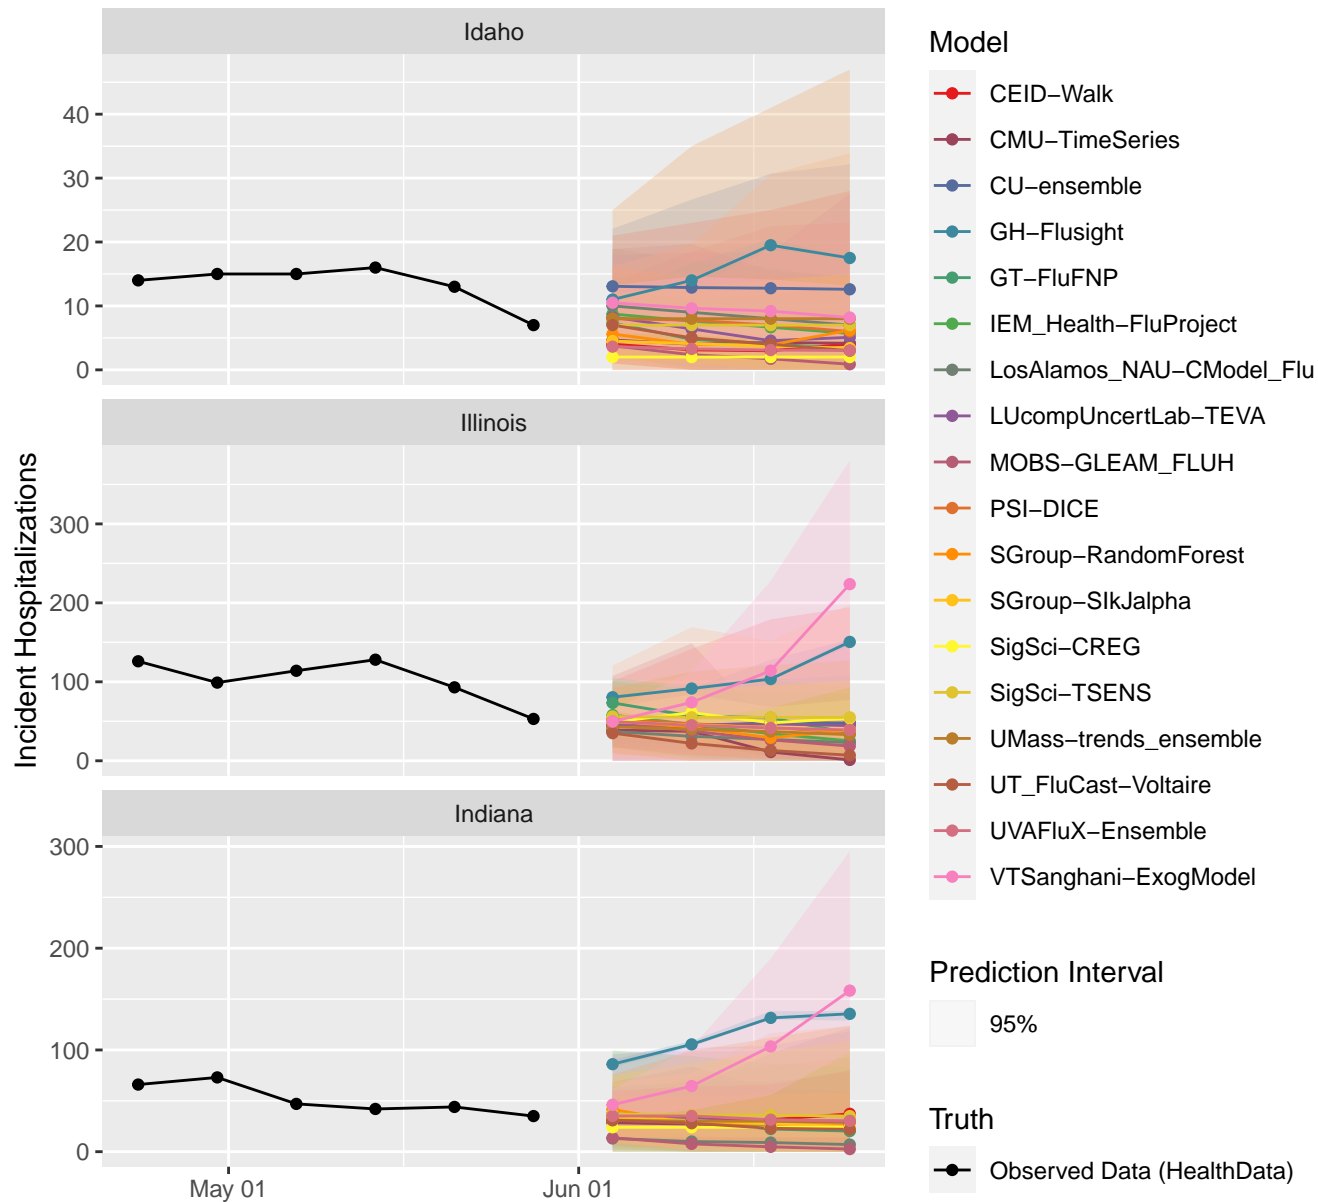 Idaho
40
30
20
10
0
Illinois
300
200
100
0
Indiana
300
200
100
0
May 01
Jun 01
Incident Hospitalizations
Model
CEID−Walk
CMU−TimeSeries
CU−ensemble
GH−Flusight
GT−FluFNP
IEM_Health−FluProject
LosAlamos_NAU−CModel_Flu
LUcompUncertLab−TEVA
MOBS−GLEAM_FLUH
PSI−DICE
SGroup−RandomForest
SGroup−SIkJalpha
SigSci−CREG
SigSci−TSENS
UMass−trends_ensemble
UT_FluCast−Voltaire
UVAFluX−Ensemble
VTSanghani−ExogModel
Prediction Interval
95%
Truth
Observed Data (HealthData)